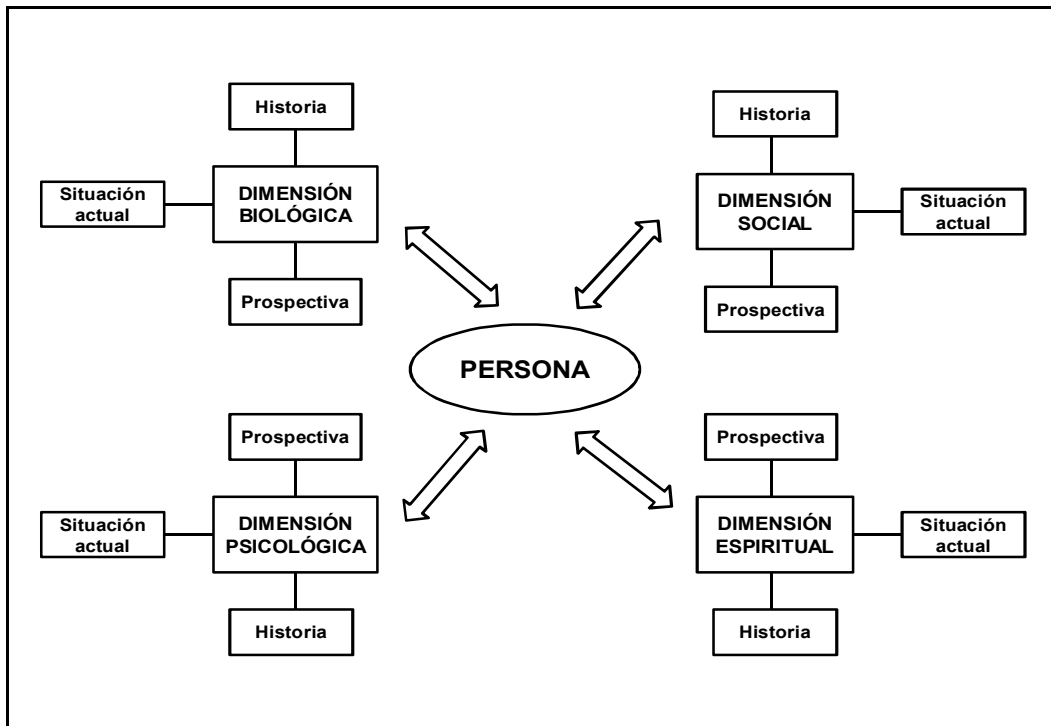 Historia
Situación
actual
DIMENSIÓN
BIOLÓGICA
Prospectiva
Historia
DIMENSIÓN
SOCIAL
Situación
actual
Prospectiva
PERSONA
Prospectiva
Situación
actual
DIMENSIÓN
PSICOLÓGICA
Historia
Prospectiva
DIMENSIÓN
ESPIRITUAL
Situación
actual
Historia